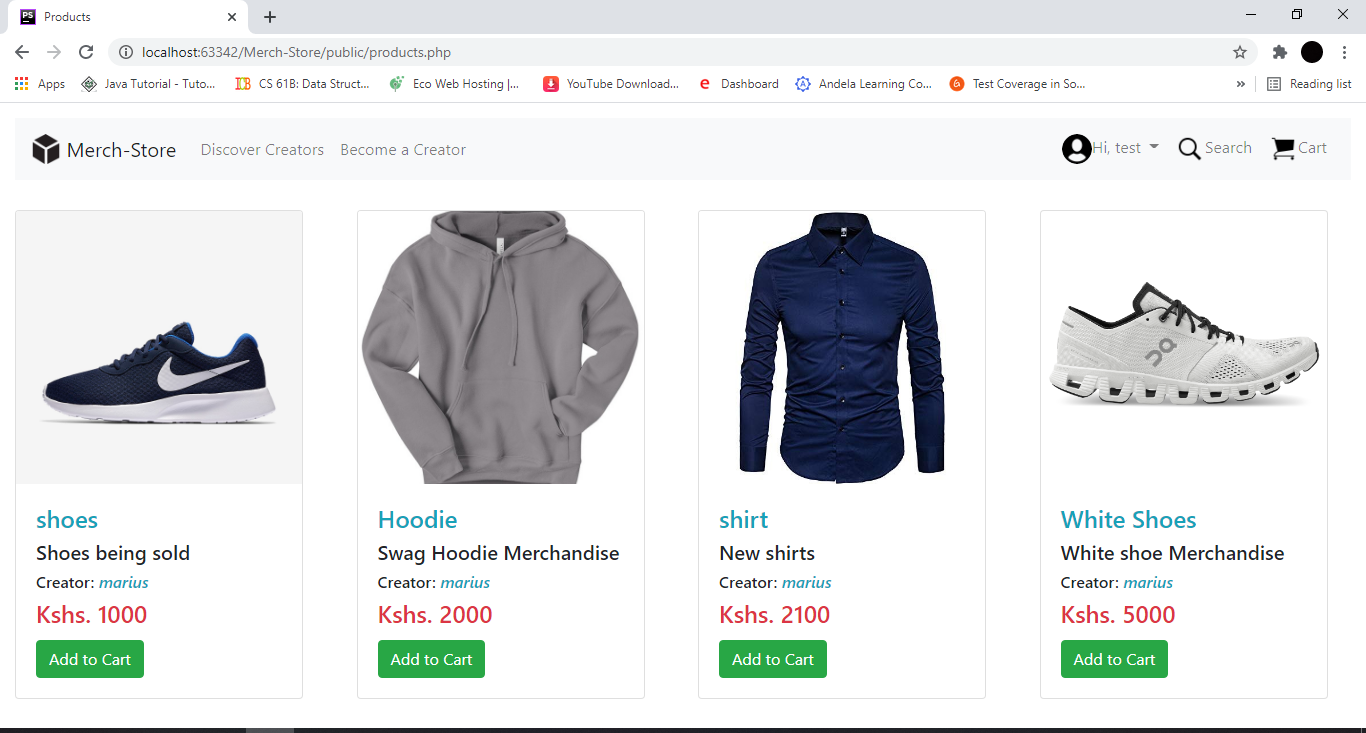 PS Products
localhost:63342/Merch-Store/public/products.php
Apps Java Tutorial - Tuto... CS 61B: Data Struct... Eco Web Hosting |... YouTube Download... e Dashboard Andela Learning Co... Test Coverage in So... » Reading list
Merch-Store Discover Creators Become a Creator Hi, test Search Cart
shoes
Shoes being sold
Creator: marius
Kshs. 1000
Add to Cart
Hoodie
Swag Hoodie Merchandise
Creator: marius
Kshs. 2000
Add to Cart
shirt
New shirts
Creator: marius
Kshs. 2100
Add to Cart
White Shoes
White shoe Merchandise
Creator: marius
Kshs. 5000
Add to Cart